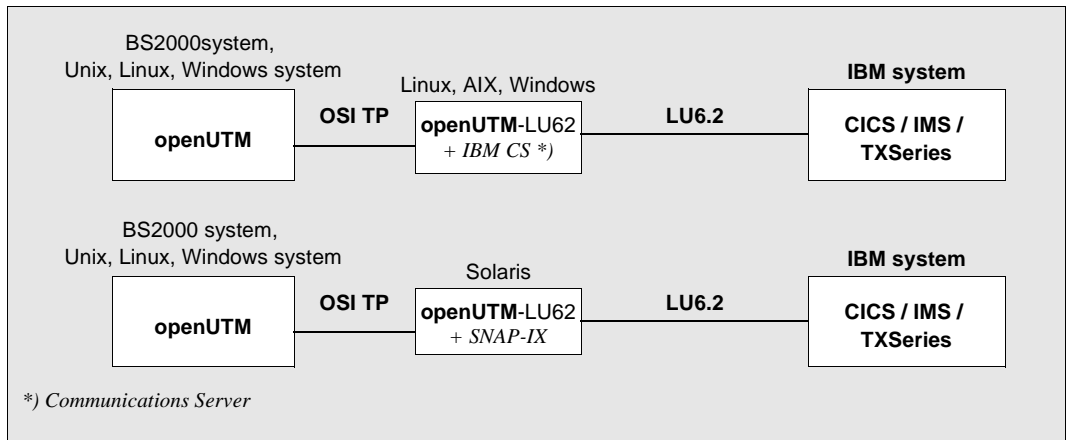 BS2000system,
Unix, Linux, Windows system
openUTM
OSI TP
Linux, AIX, Windows
openUTM-LU62
+ IBM CS *)
LU6.2
IBM system
CICS / IMS /
TXSeries
BS2000 system,
Unix, Linux, Windows system
openUTM
OSI TP
Solaris
openUTM-LU62
+ SNAP-IX
LU6.2
IBM system
CICS / IMS /
TXSeries
*) Communications Server